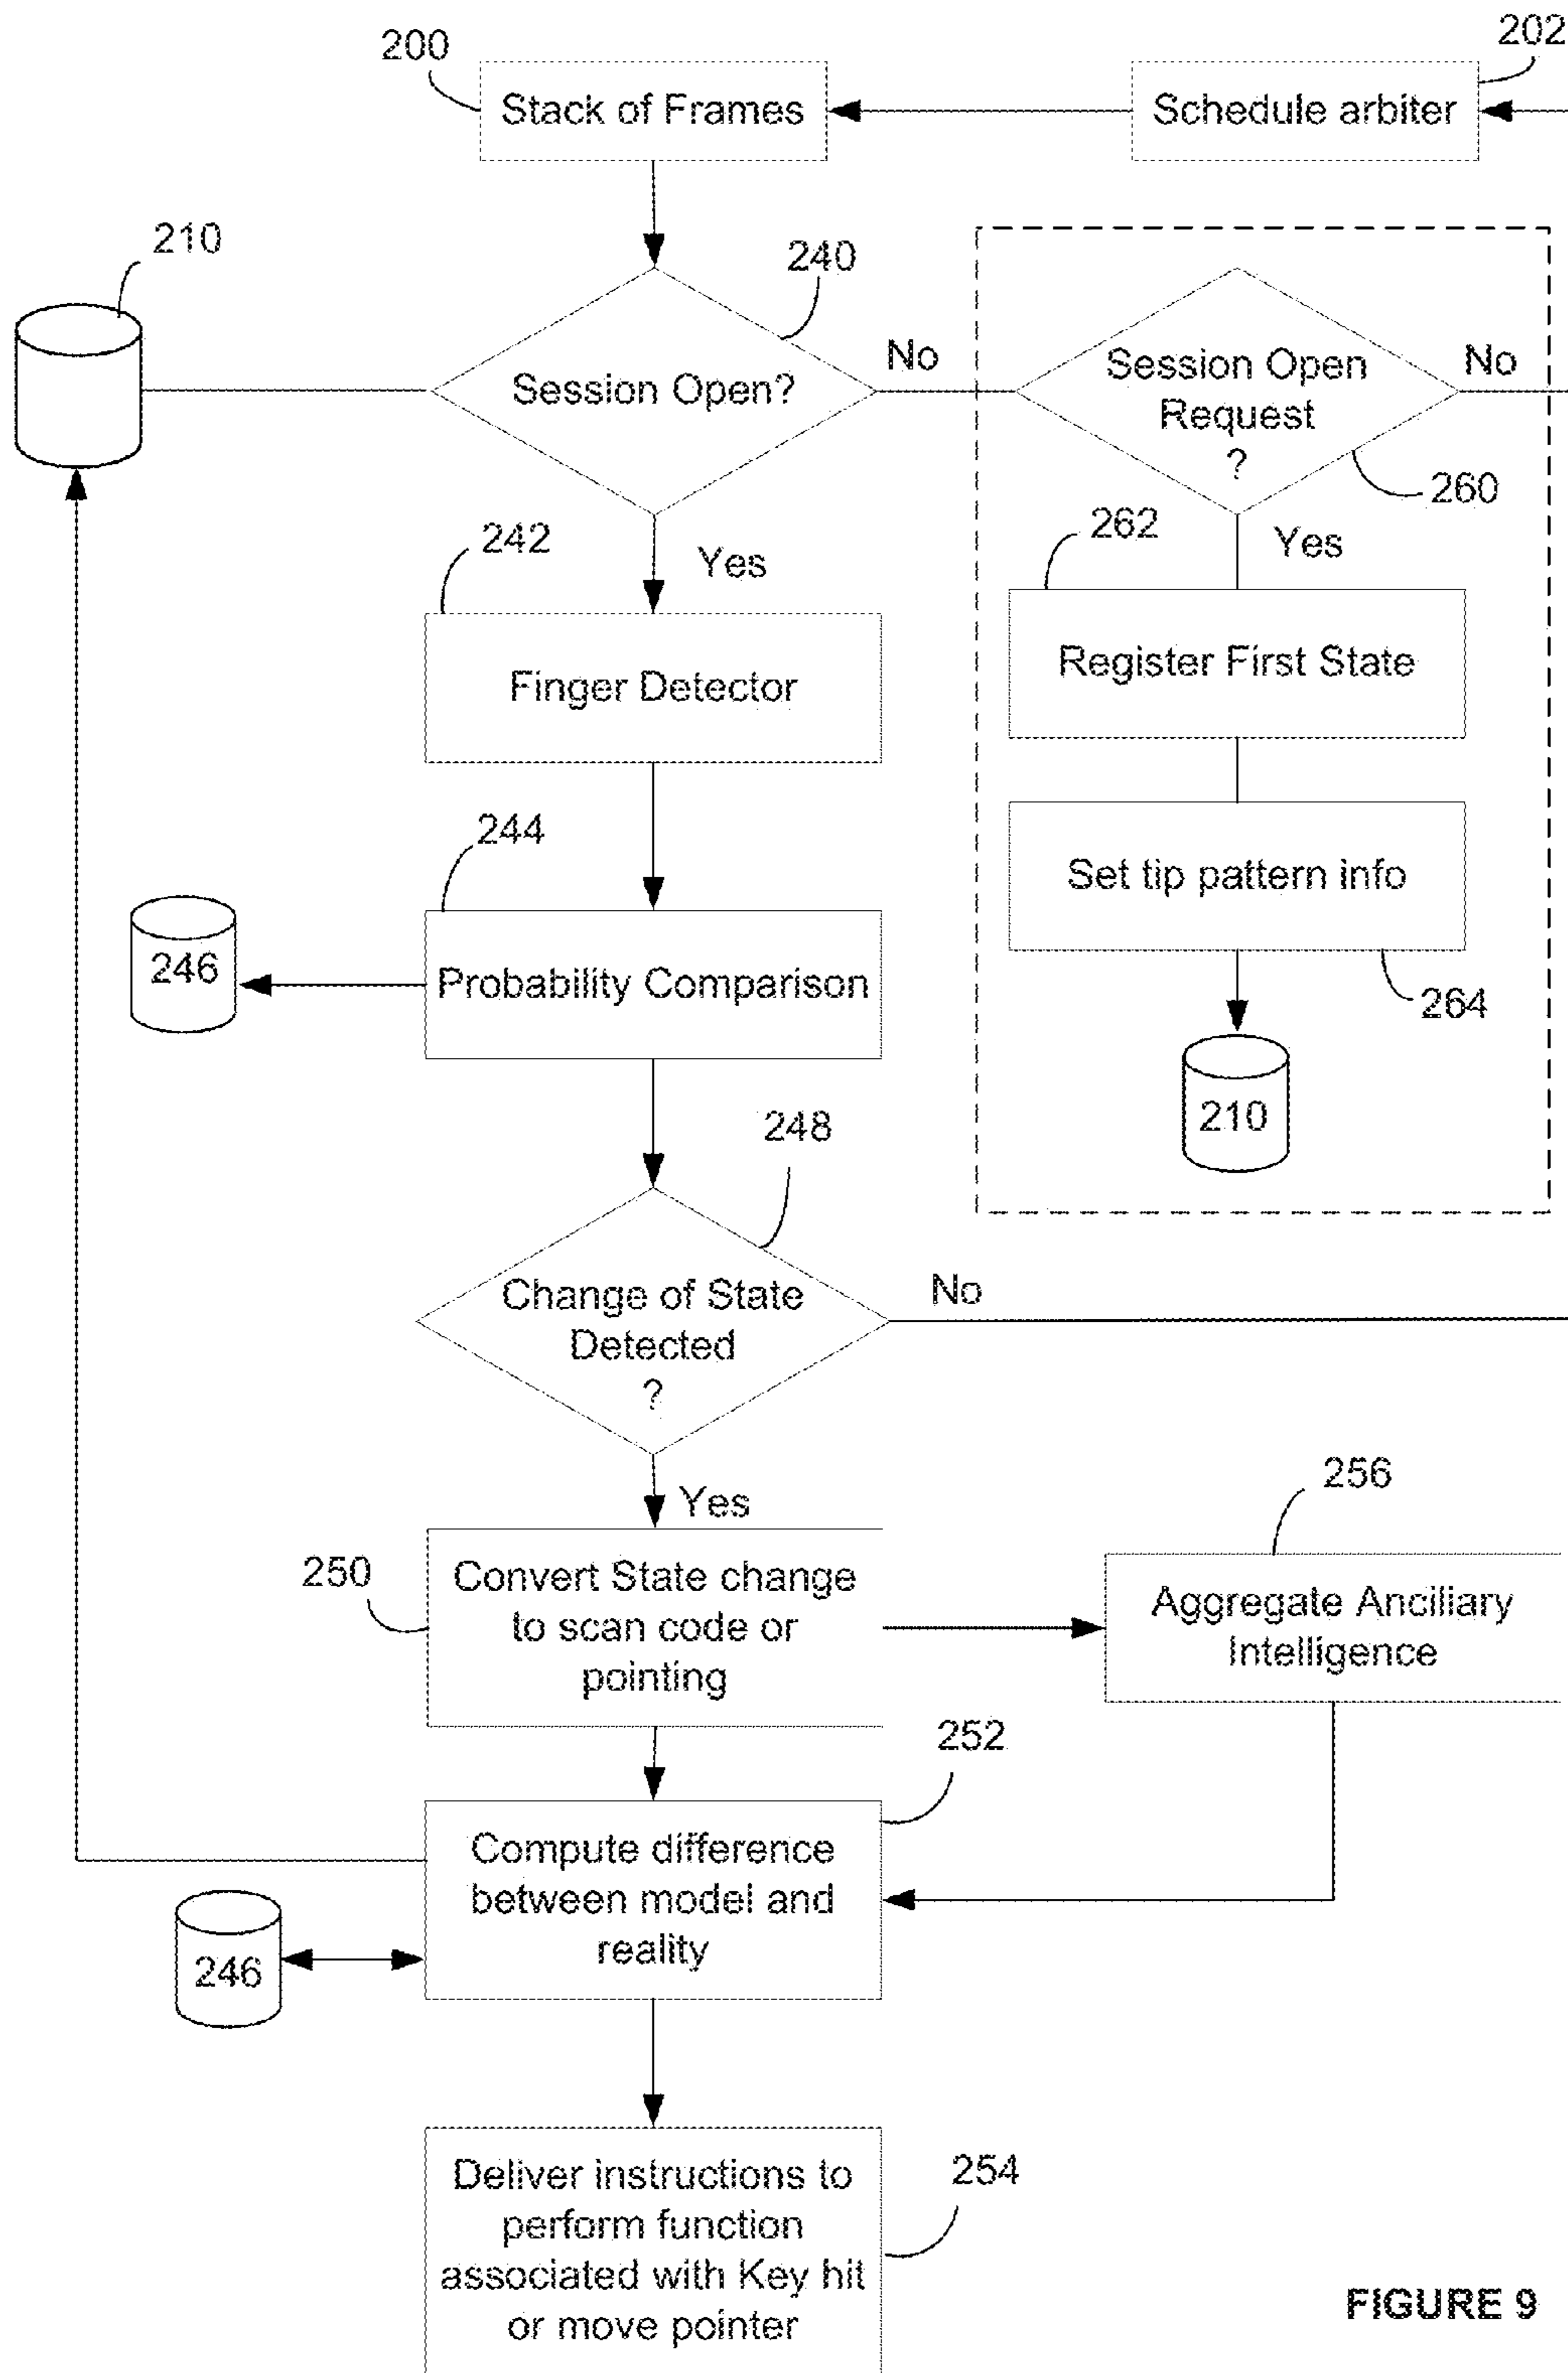 200
202
Stack of Frames
Schedule arbiter
210
240
Session Open?
No
Session Open
Request
?
No
260
242
Yes
262
Yes
Finger Detector
Register First State
244
Set tip pattern info
246
Probability Comparison
264
210
248
Change of State
Detected
?
No
Yes
256
250
Convert State change
to scan code or
pointing
Aggregate Anciliary
Intelligence
252
Compute difference
between model and
reality
246
Deliver instructions to
perform function
associated with Key hit
or move pointer
254
FIGURE 9